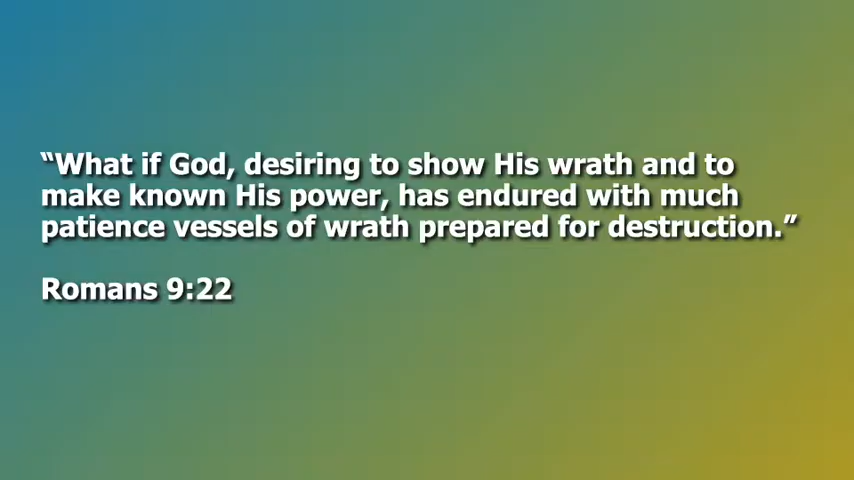 “What if God, desiring to show His wrath and to
make known His power, has endured with much
patience vessels of wrath prepared for destruction.”
Romans 9:22